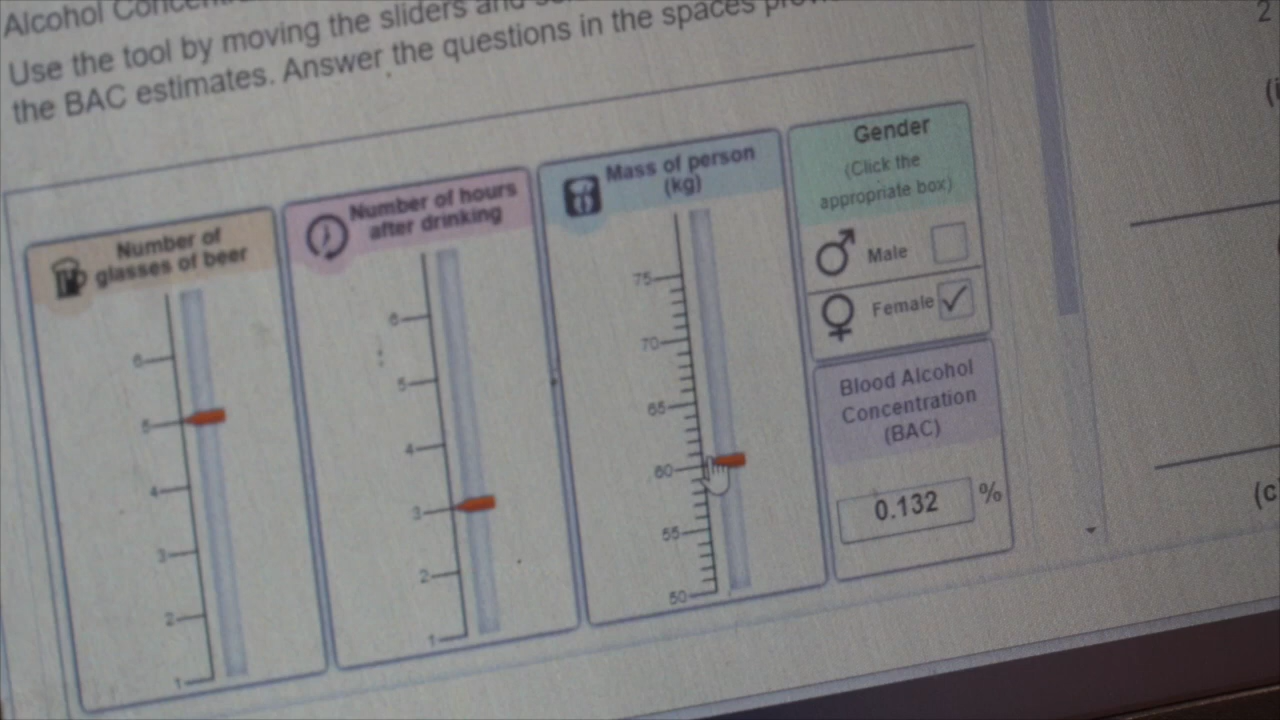 Alcohol
Use the tool by moving the sliders and
the BAC estimates. Answer the questions in the spaces
Number of
glasses of beer
6
5
4
3
2
1
Number of hours
after drinking
6
5
4
3
2
1
Mass of person
(kg)
75
70
65
60
55
50
Gender
(Click the
appropriate box)
Male
Female
Blood Alcohol
Concentration
(BAC)
0.132 %
2
(c